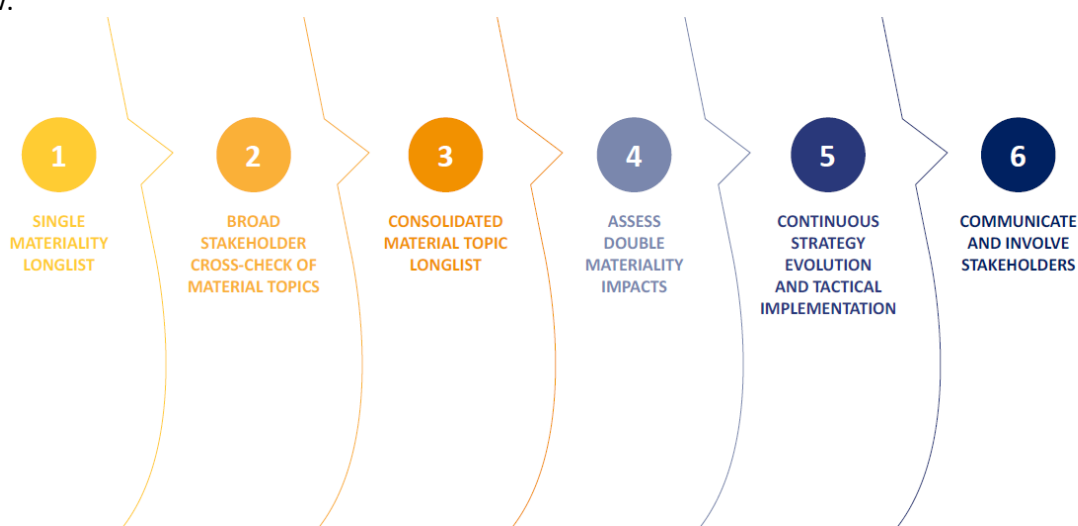 1
SINGLE
MATERIALITY
LONGLIST
2
BROAD
STAKEHOLDER
CROSS-CHECK OF
MATERIAL TOPICS
3
CONSOLIDATED
MATERIAL TOPIC
LONGLIST
4
ASSESS
DOUBLE
MATERIALITY
IMPACTS
5
CONTINUOUS
STRATEGY
EVOLUTION
AND TACTICAL
IMPLEMENTATION
6
COMMUNICATE
AND INVOLVE
STAKEHOLDERS